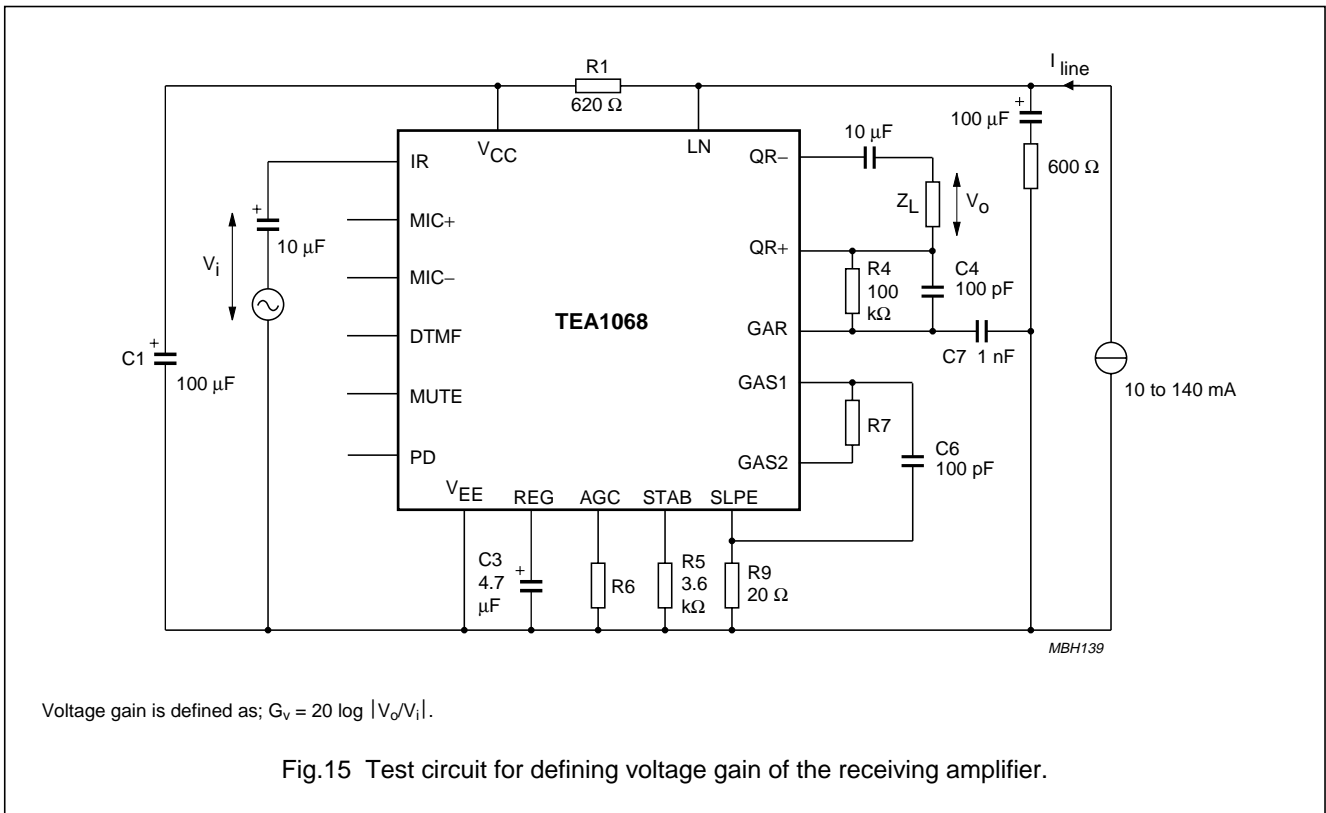 R1
620 Ω
I line
100 µF
+
600 Ω
VCC
LN
IR
MIC+
MIC−
DTMF
MUTE
PD
TEA1068
QR−
QR+
GAR
GAS1
GAS2
VEE
REG
AGC
STAB
SLPE
10 µF
ZL
Vo
R4
100
kΩ
C4
100 pF
C7 1 nF
R7
C6
100 pF
10 to 140 mA
+
10 µF
Vi
C1
+
100 µF
C3
4.7
µF
+
R6
R5
3.6
kΩ
R9
20 Ω
MBH139
Voltage gain is defined as; Gv = 20 log |Vo/Vi|.
Fig.15 Test circuit for defining voltage gain of the receiving amplifier.